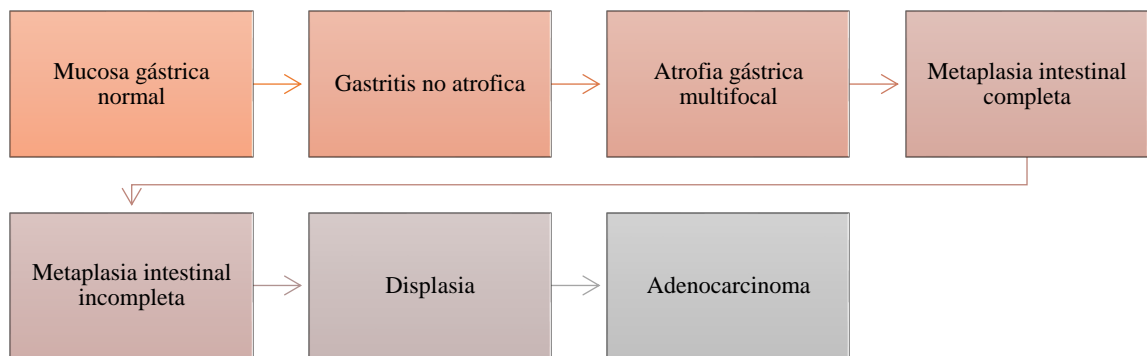 Mucosa gástrica
normal
Gastritis no atrofica
Atrofia gástrica
multifocal
Metaplasia intestinal
completa
Metaplasia intestinal
incompleta
Displasia
Adenocarcinoma